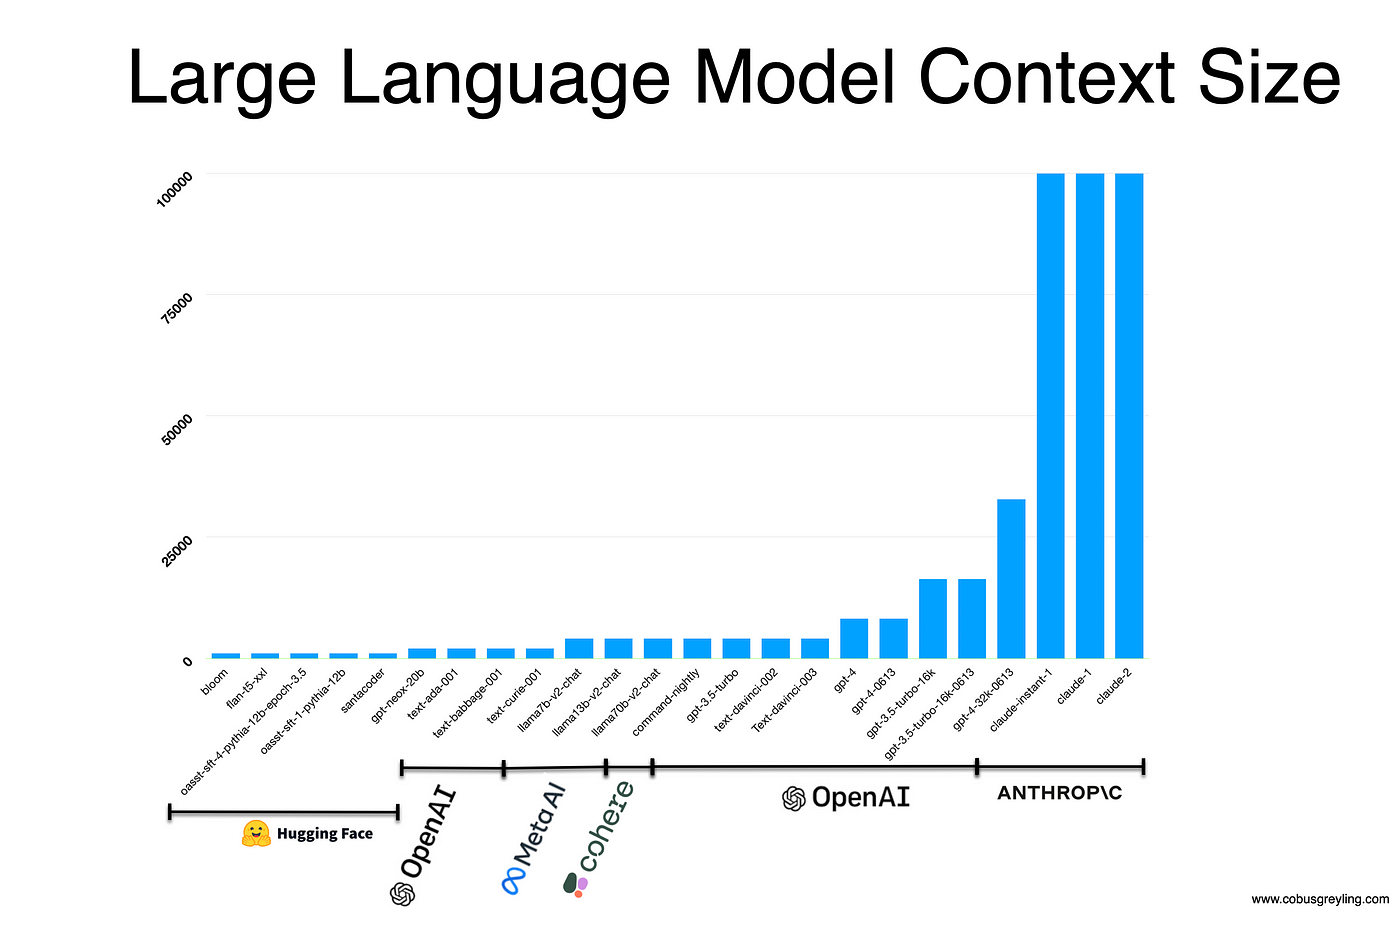 Large Language Model Context Size
100000
75000
50000
25000
0
bloom
flan-t5-xxl
oasst-sft-4-pythia-12b-epoch-3.5
oasst-sft-1-pythia-12b
santacoder
gpt-neox-20b
text-ada-001
text-babbage-001
text-curie-001
llama7b-v2-chat
llama13b-v2-chat
llama70b-v2-chat
command-nightly
gpt-3.5-turbo
text-davinci-002
Text-davinci-003
gpt-4
gpt-4-0613
gpt-3.5-turbo-16k
gpt-3.5-turbo-16k-0613
gpt-4-32k-0613
claude-instant-1
claude-1
claude-2
Hugging Face
OpenAI
Meta AI
cohere
OpenAI
ANTHROP\C
www.cobusgreyling.com